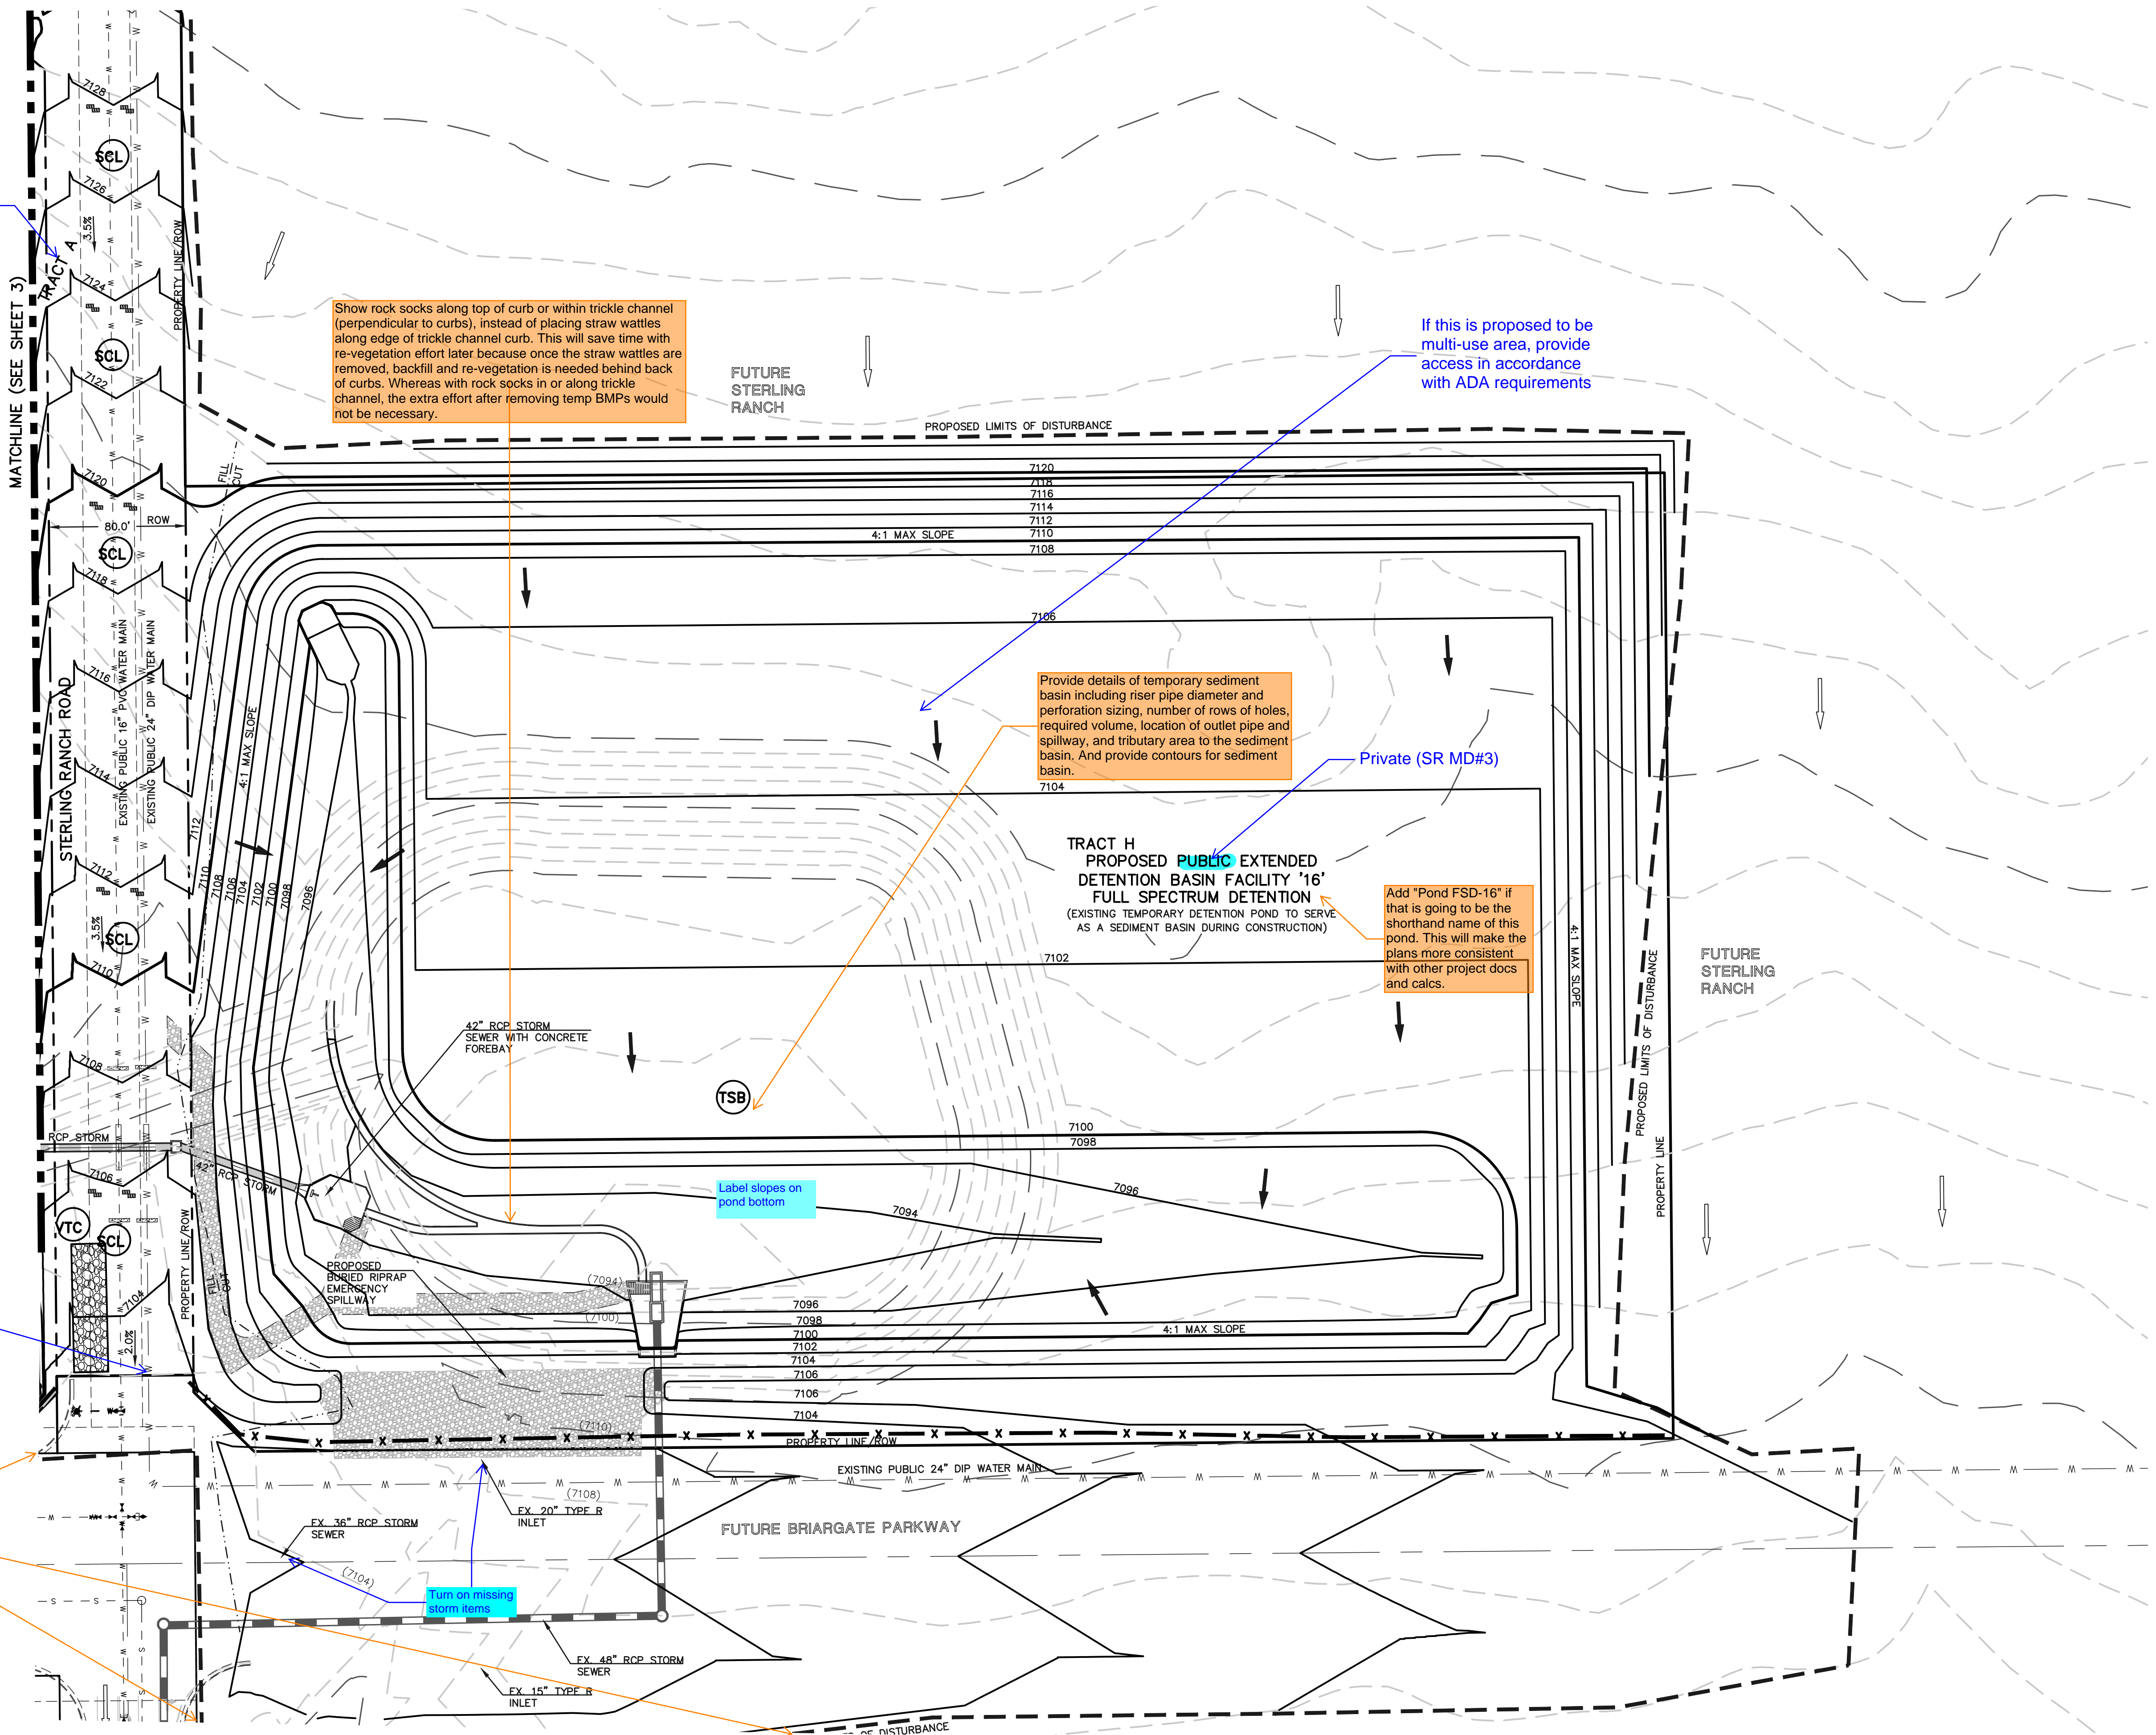 MATCHLINE (SEE SHEET 3)
7128
SCL
7126
3.5%
TRACT A
7124
PROPERTY LINE/ROW
SCL
7122
7120
FILL
CUT
80.0' ROW
SCL
7118
7116
STERLING RANCH ROAD
EXISTING PUBLIC 16" PVC WATER MAIN
EXISTING PUBLIC 24" DIP WATER MAIN
7114
7112
3.5%
SCL
7110
7108
RCP STORM
7106
42" RCP STORM
VTC
SCL
7104
2.0%
PROPERTY LINE/ROW
FILL
CUT
Show rock socks along top of curb or within trickle channel
(perpendicular to curbs), instead of placing straw wattles
along edge of trickle channel curb. This will save time with
re-vegetation effort later because once the straw wattles are
removed, backfill and re-vegetation is needed behind back
of curbs. Whereas with rock socks in or along trickle
channel, the extra effort after removing temp BMPs would
not be necessary.
FUTURE
STERLING
RANCH
If this is proposed to be
multi-use area, provide
access in accordance
with ADA requirements
PROPOSED LIMITS OF DISTURBANCE
7120
7118
7116
7114
7112
4:1 MAX SLOPE
7110
7108
7106
4:1 MAX SLOPE
Provide details of temporary sediment
basin including riser pipe diameter and
perforation sizing, number of rows of holes,
required volume, location of outlet pipe and
spillway, and tributary area to the sediment
basin. And provide contours for sediment
basin.
Private (SR MD#3)
7104
7112
7110
7108
7106
7104
7102
7100
7098
7096
TRACT H
PROPOSED PUBLIC EXTENDED
DETENTION BASIN FACILITY '16'
FULL SPECTRUM DETENTION
(EXISTING TEMPORARY DETENTION POND TO SERVE
AS A SEDIMENT BASIN DURING CONSTRUCTION)
Add "Pond FSD-16" if
that is going to be the
shorthand name of this
pond. This will make the
plans more consistent
with other project docs
and calcs.
7102
4:1 MAX SLOPE
PROPOSED LIMITS OF DISTURBANCE
PROPERTY LINE
FUTURE
STERLING
RANCH
42" RCP STORM
SEWER WITH CONCRETE
FOREBAY
TSB
7100
7098
7096
Label slopes on
pond bottom
7094
PROPOSED
BURIED RIPRAP
EMERGENCY
SPILLWAY
(7094)
(7100)
7096
7098
7100
4:1 MAX SLOPE
7102
7104
7106
7106
7104
(7110)
PROPERTY LINE/ROW
EXISTING PUBLIC 24" DIP WATER MAIN
(7108)
EX. 20" TYPE R
INLET
EX. 36" RCP STORM
SEWER
FUTURE BRIARGATE PARKWAY
(7104)
Turn on missing
storm items
EX. 48" RCP STORM
SEWER
EX. 15" TYPE R
INLET
OF DISTURBANCE